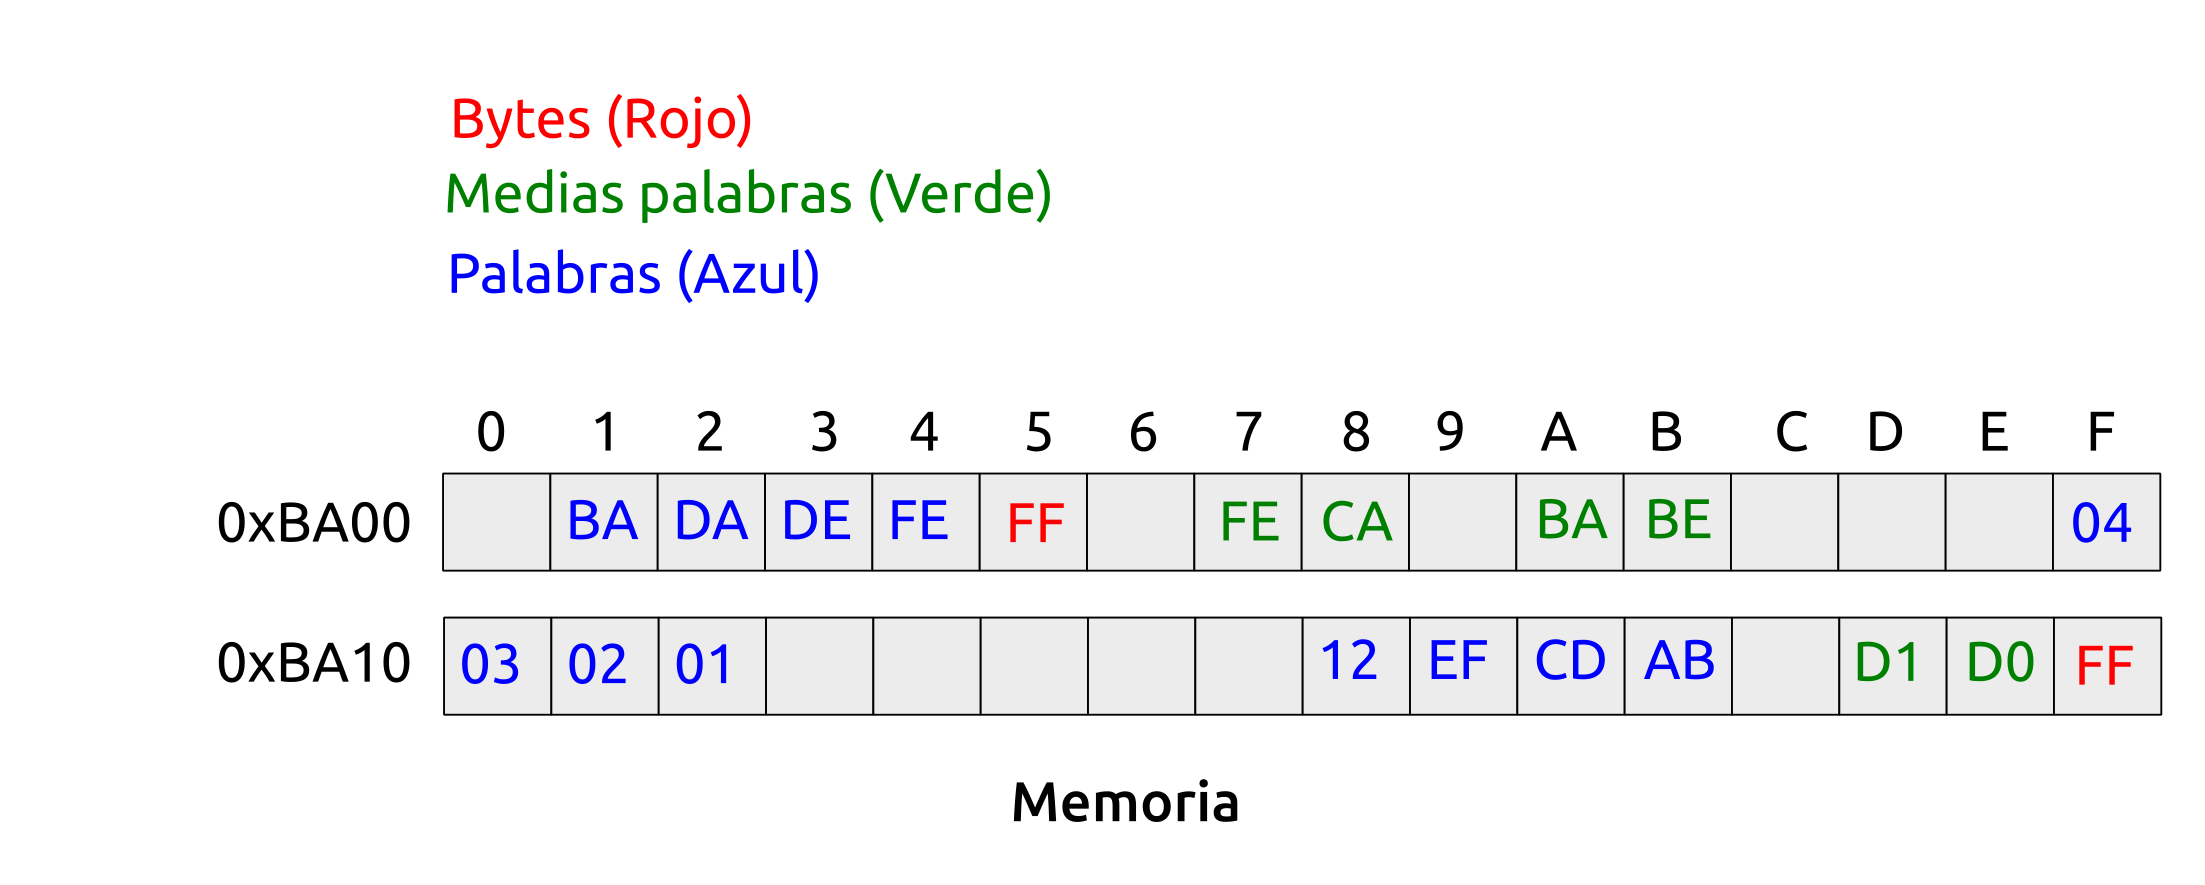 Bytes (Rojo)
Medias palabras (Verde)
Palabras (Azul)
0 1 2 3 4 5 6 7 8 9 A B C D E F
0xBA00 BA DA DE FE FF FE CA BA BE 04
0xBA10 03 02 01 12 EF CD AB D1 D0 FF
Memoria